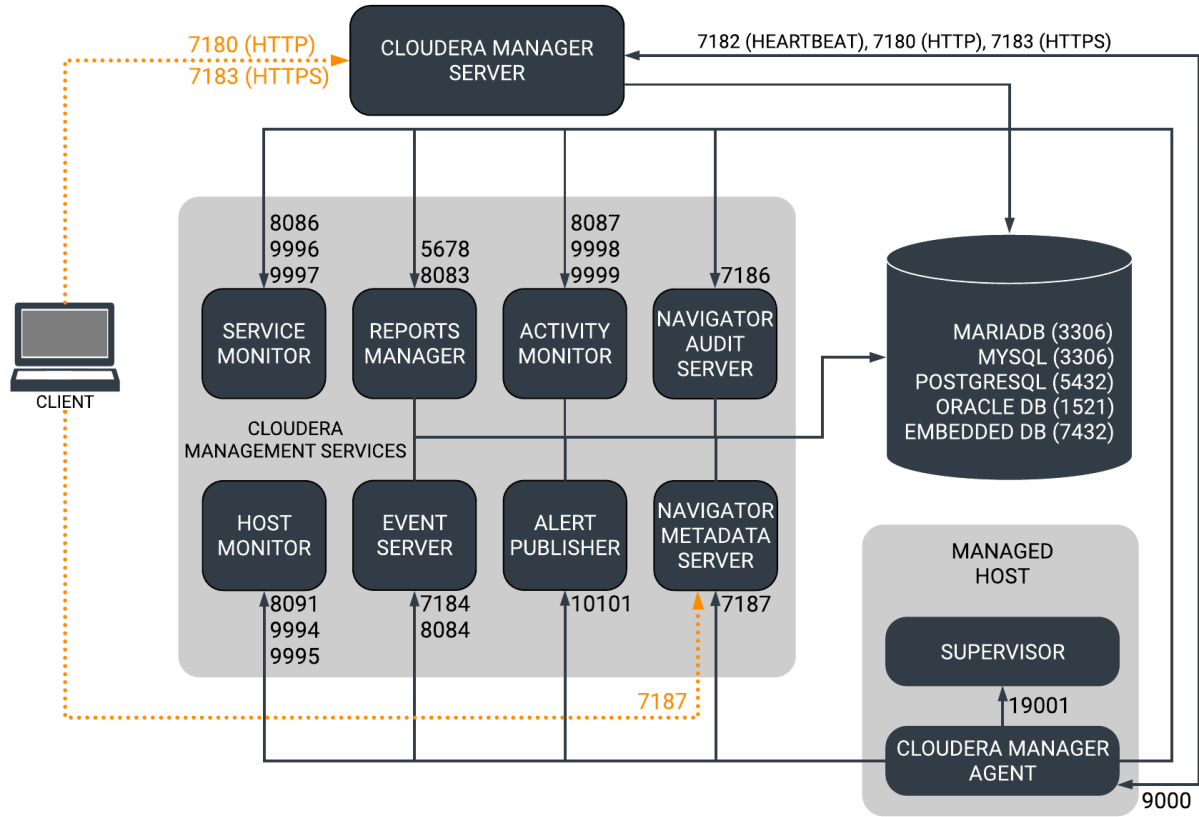 7180 (HTTP)
7183 (HTTPS)
CLOUDERA MANAGER
SERVER
7182 (HEARTBEAT), 7180 (HTTP), 7183 (HTTPS)
8086
9996
9997
5678
8083
8087
9998
9999
7186
SERVICE
MONITOR
REPORTS
MANAGER
ACTIVITY
MONITOR
NAVIGATOR
AUDIT
SERVER
MARIADB (3306)
MYSQL (3306)
POSTGRESQL (5432)
ORACLE DB (1521)
EMBEDDED DB (7432)
CLIENT
CLOUDERA
MANAGEMENT SERVICES
HOST
MONITOR
EVENT
SERVER
ALERT
PUBLISHER
NAVIGATOR
METADATA
SERVER
8091
9994
9995
7184
8084
10101
7187
7187
MANAGED
HOST
SUPERVISOR
19001
CLOUDERA MANAGER
AGENT
9000